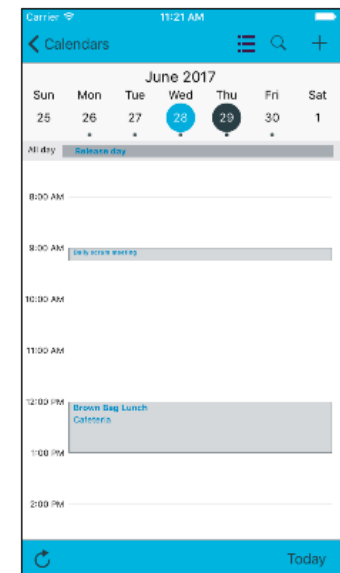 Carrier 11:21 AM
Calendars
June 2017
Sun Mon Tue Wed Thu Fri Sat
25 26 27 28 29 30 1
All day Release day
8:00 AM
9:00 AM Daily scrum meeting
10:00 AM
11:00 AM
12:00 PM Brown Bag Lunch
Cafeteria
1:00 PM
2:00 PM
Today